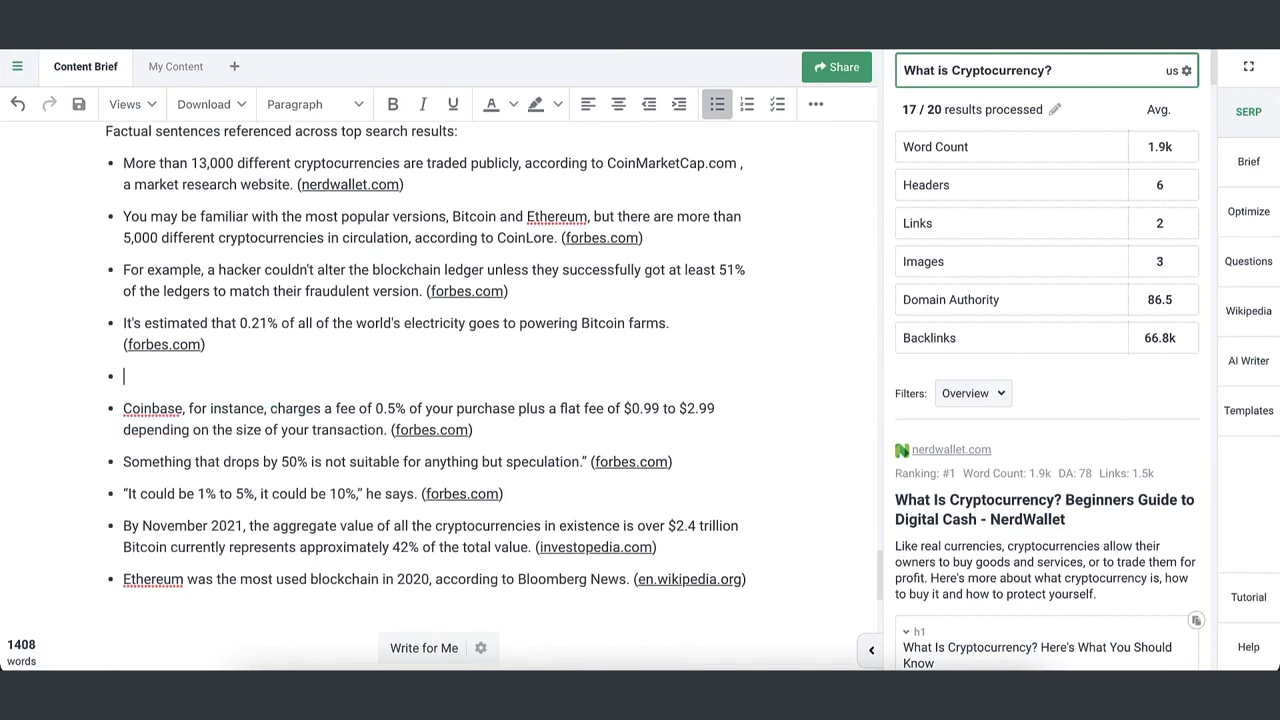 Content Brief
My Content
+
Share
Views
Download
Paragraph
B I U A
Factual sentences referenced across top search results:
• More than 13,000 different cryptocurrencies are traded publicly, according to CoinMarketCap.com ,
a market research website. (nerdwallet.com)
• You may be familiar with the most popular versions, Bitcoin and Ethereum, but there are more than
5,000 different cryptocurrencies in circulation, according to CoinLore. (forbes.com)
• For example, a hacker couldn't alter the blockchain ledger unless they successfully got at least 51%
of the ledgers to match their fraudulent version. (forbes.com)
• It's estimated that 0.21% of all of the world's electricity goes to powering Bitcoin farms.
(forbes.com)
•
• Coinbase, for instance, charges a fee of 0.5% of your purchase plus a flat fee of $0.99 to $2.99
depending on the size of your transaction. (forbes.com)
• Something that drops by 50% is not suitable for anything but speculation.” (forbes.com)
• “It could be 1% to 5%, it could be 10%,” he says. (forbes.com)
• By November 2021, the aggregate value of all the cryptocurrencies in existence is over $2.4 trillion
Bitcoin currently represents approximately 42% of the total value. (investopedia.com)
• Ethereum was the most used blockchain in 2020, according to Bloomberg News. (en.wikipedia.org)
1408
words
Write for Me
What is Cryptocurrency?
us
17 / 20 results processed
Avg.
Word Count 1.9k
Headers 6
Links 2
Images 3
Domain Authority 86.5
Backlinks 66.8k
Filters: Overview
nerdwallet.com
Ranking: #1 Word Count: 1.9k DA: 78 Links: 1.5k
What Is Cryptocurrency? Beginners Guide to
Digital Cash - NerdWallet
Like real currencies, cryptocurrencies allow their
owners to buy goods and services, or to trade them for
profit. Here's more about what cryptocurrency is, how
to buy it and how to protect yourself.
h1
What Is Cryptocurrency? Here's What You Should
Know
SERP
Brief
Optimize
Questions
Wikipedia
AI Writer
Templates
Tutorial
Help